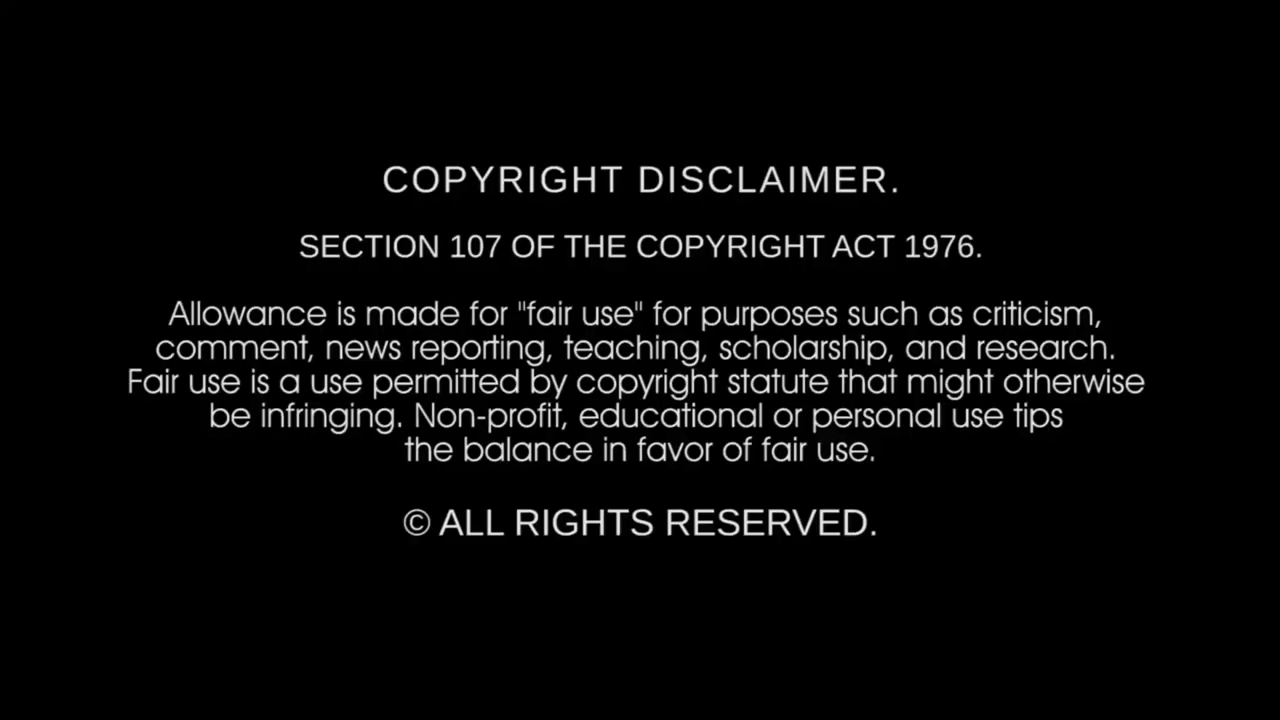 COPYRIGHT DISCLAIMER.
SECTION 107 OF THE COPYRIGHT ACT 1976.
Allowance is made for "fair use" for purposes such as criticism,
comment, news reporting, teaching, scholarship, and research.
Fair use is a use permitted by copyright statute that might otherwise
be infringing. Non-profit, educational or personal use tips
the balance in favor of fair use.
© ALL RIGHTS RESERVED.